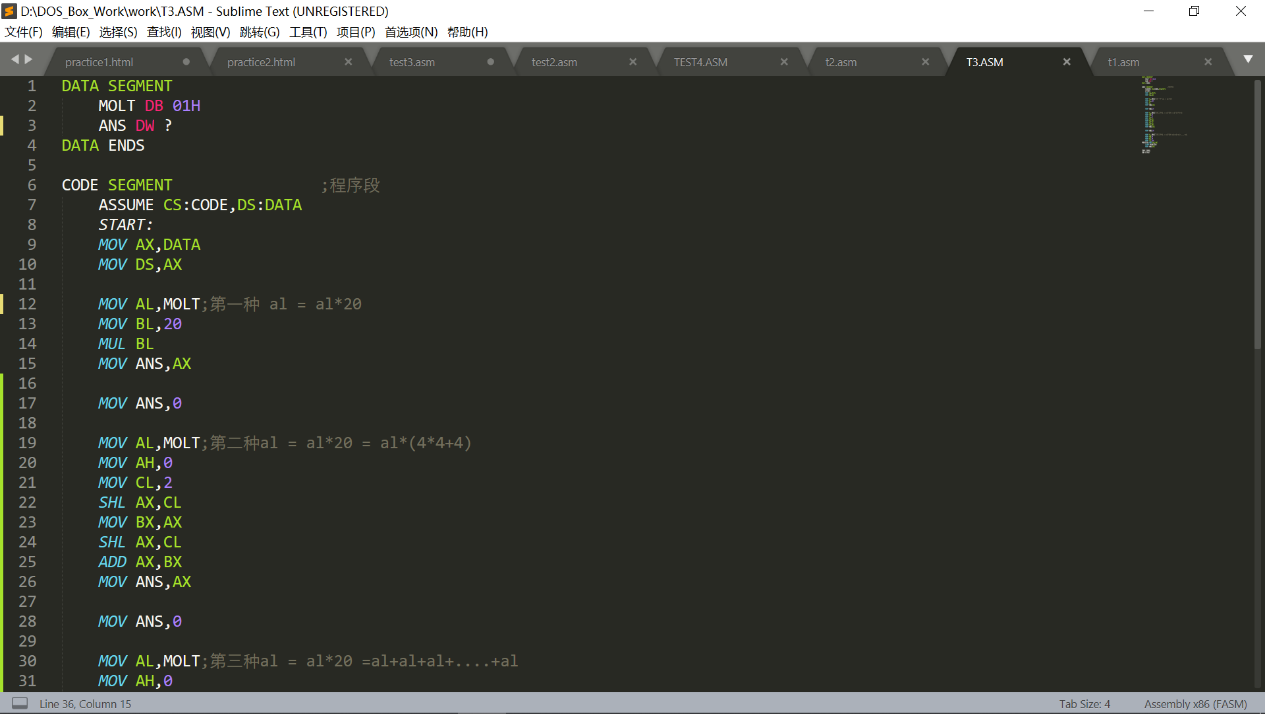 D:\DOS_Box_Work\work\T3.ASM - Sublime Text (UNREGISTERED)
文件(F) 编辑(E) 选择(S) 查找(I) 视图(V) 跳转(G) 工具(T) 项目(P) 首选项(N) 帮助(H)
practice1.html practice2.html test3.asm test2.asm TEST4.ASM t2.asm T3.ASM t1.asm
1 DATA SEGMENT
2 MOLT DB 01H
3 ANS DW ?
4 DATA ENDS
5
6 CODE SEGMENT ;程序段
7 ASSUME CS:CODE,DS:DATA
8 START:
9 MOV AX,DATA
10 MOV DS,AX
11
12 MOV AL,MOLT;第一种 al = al*20
13 MOV BL,20
14 MUL BL
15 MOV ANS,AX
16
17 MOV ANS,0
18
19 MOV AL,MOLT;第二种al = al*20 = al*(4*4+4)
20 MOV AH,0
21 MOV CL,2
22 SHL AX,CL
23 MOV BX,AX
24 SHL AX,CL
25 ADD AX,BX
26 MOV ANS,AX
27
28 MOV ANS,0
29
30 MOV AL,MOLT;第三种al = al*20 =al+al+al+....+al
31 MOV AH,0
Line 36, Column 15 Tab Size: 4 Assembly x86 (FASM)